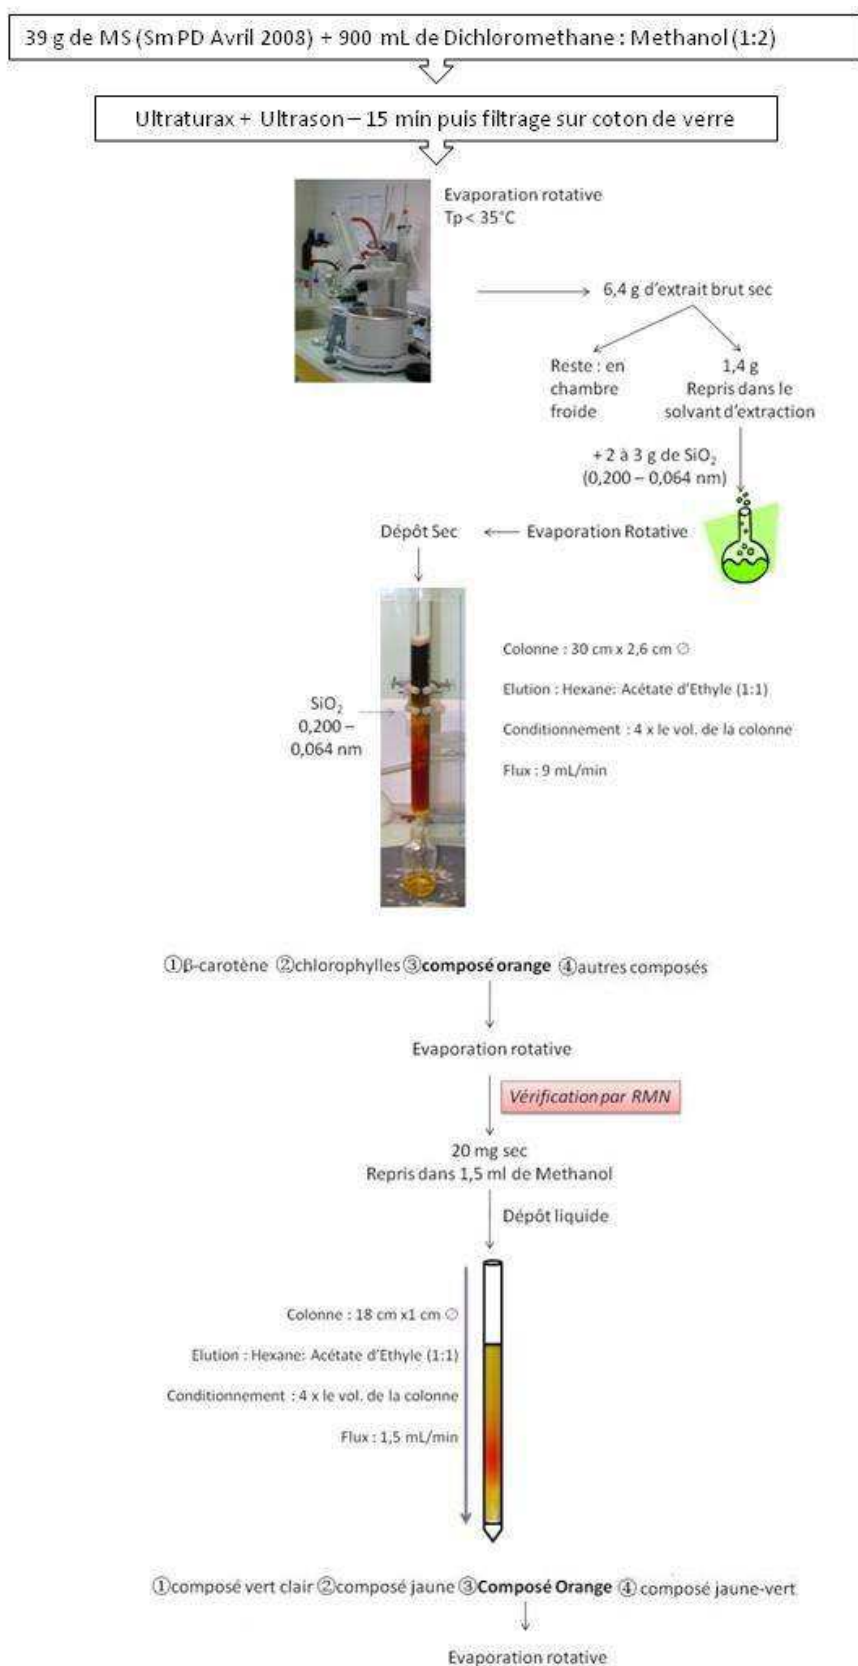 39 g de MS (Sm PD Avril 2008) + 900 mL de Dichloromethane : Methanol (1:2)
Ultraturax + Ultrason – 15 min puis filtrage sur coton de verre
Evaporation rotative
Tp < 35°C
6,4 g d'extrait brut sec
Reste : en
chambre
froide
1,4 g
Repris dans le
solvant d'extraction
+ 2 à 3 g de SiO₂
(0,200 – 0,064 nm)
Dépôt Sec
Evaporation Rotative
Colonne : 30 cm x 2,6 cm ∅
Elution : Hexane: Acétate d'Ethyle (1:1)
Conditionnement : 4 x le vol. de la colonne
Flux : 9 mL/min
SiO₂
0,200 –
0,064 nm
①β-carotène ②chlorophylles ③composé orange ④autres composés
Evaporation rotative
Vérification par RMN
20 mg sec
Repris dans 1,5 ml de Methanol
Dépôt liquide
Colonne : 18 cm x1 cm ∅
Elution : Hexane: Acétate d'Ethyle (1:1)
Conditionnement : 4 x le vol. de la colonne
Flux : 1,5 mL/min
①composé vert clair ②composé jaune ③Composé Orange ④ composé jaune-vert
Evaporation rotative